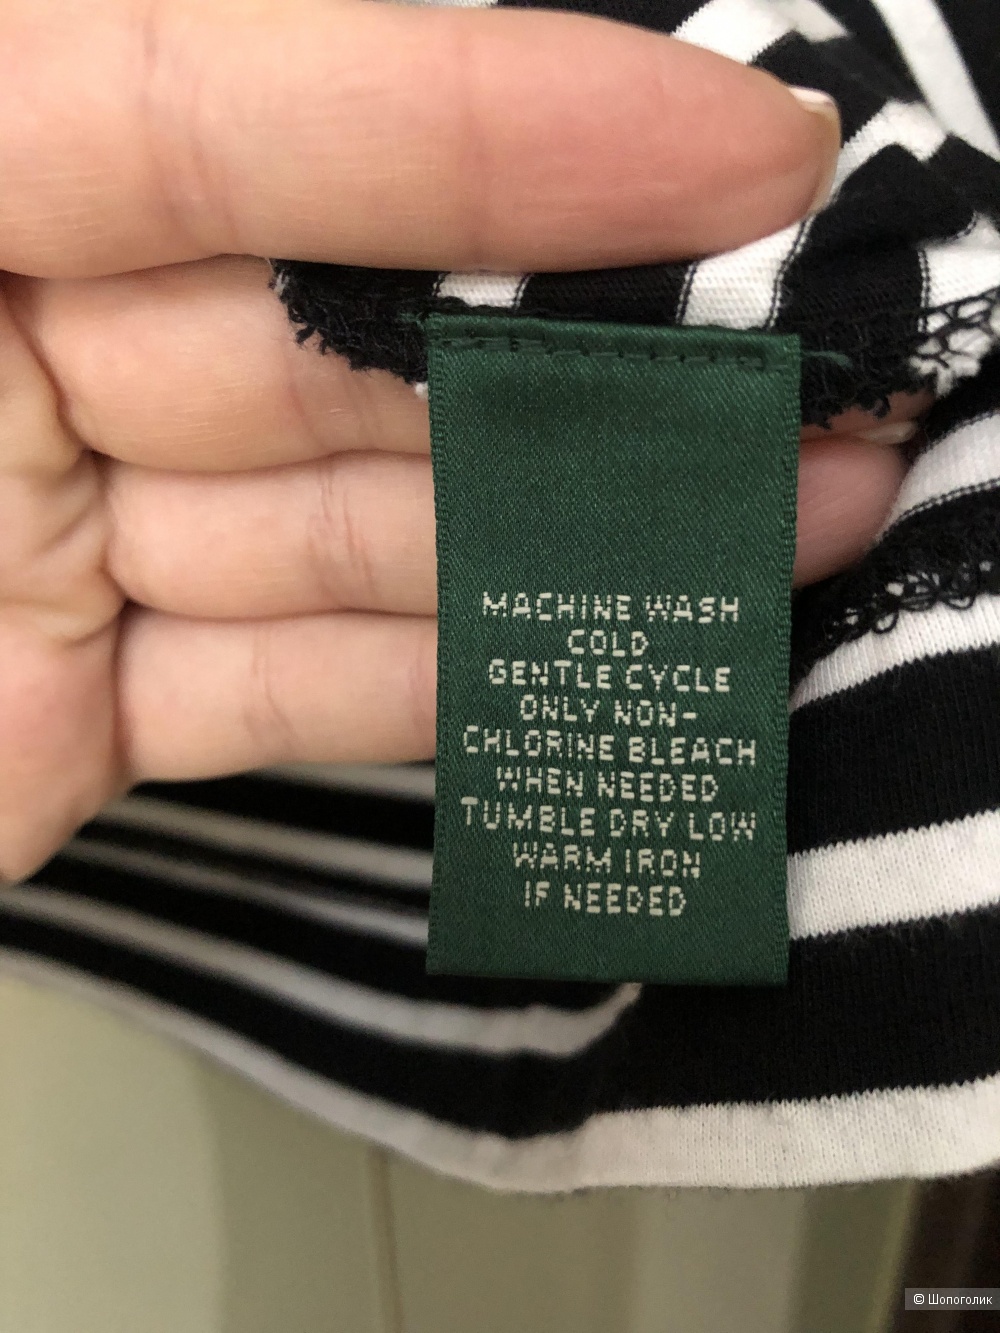 MACHINE WASH
COLD
GENTLE CYCLE
ONLY NON-
CHLORINE BLEACH
WHEN NEEDED
TUMBLE DRY LOW
WARM IRON
IF NEEDED
© Шопоголик